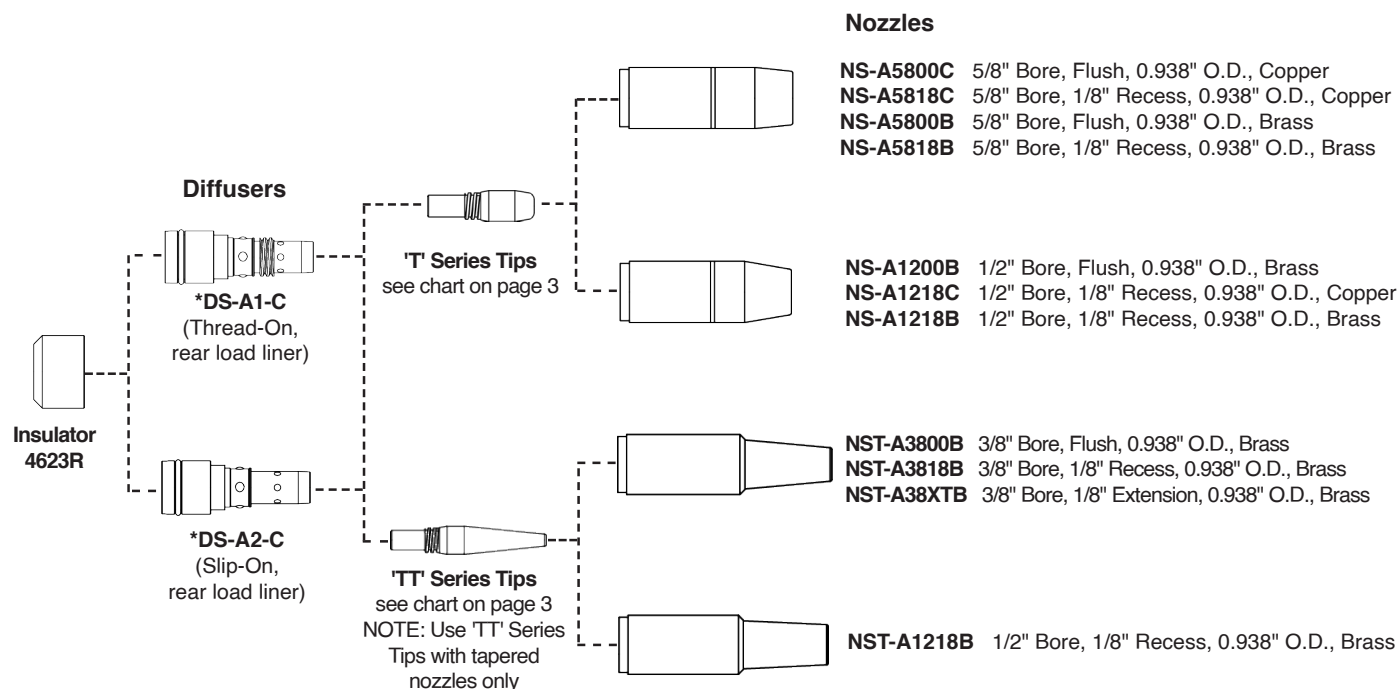 Nozzles
NS-A5800C 5/8" Bore, Flush, 0.938" O.D., Copper
NS-A5818C 5/8" Bore, 1/8" Recess, 0.938" O.D., Copper
NS-A5800B 5/8" Bore, Flush, 0.938" O.D., Brass
NS-A5818B 5/8" Bore, 1/8" Recess, 0.938" O.D., Brass
Diffusers
'T' Series Tips
see chart on page 3
NS-A1200B 1/2" Bore, Flush, 0.938" O.D., Brass
NS-A1218C 1/2" Bore, 1/8" Recess, 0.938" O.D., Copper
NS-A1218B 1/2" Bore, 1/8" Recess, 0.938" O.D., Brass
*DS-A1-C
(Thread-On,
rear load liner)
Insulator
4623R
NST-A3800B 3/8" Bore, Flush, 0.938" O.D., Brass
NST-A3818B 3/8" Bore, 1/8" Recess, 0.938" O.D., Brass
NST-A38XTB 3/8" Bore, 1/8" Extension, 0.938" O.D., Brass
*DS-A2-C
(Slip-On,
rear load liner)
'TT' Series Tips
see chart on page 3
NOTE: Use 'TT' Series
Tips with tapered
nozzles only
NST-A1218B 1/2" Bore, 1/8" Recess, 0.938" O.D., Brass